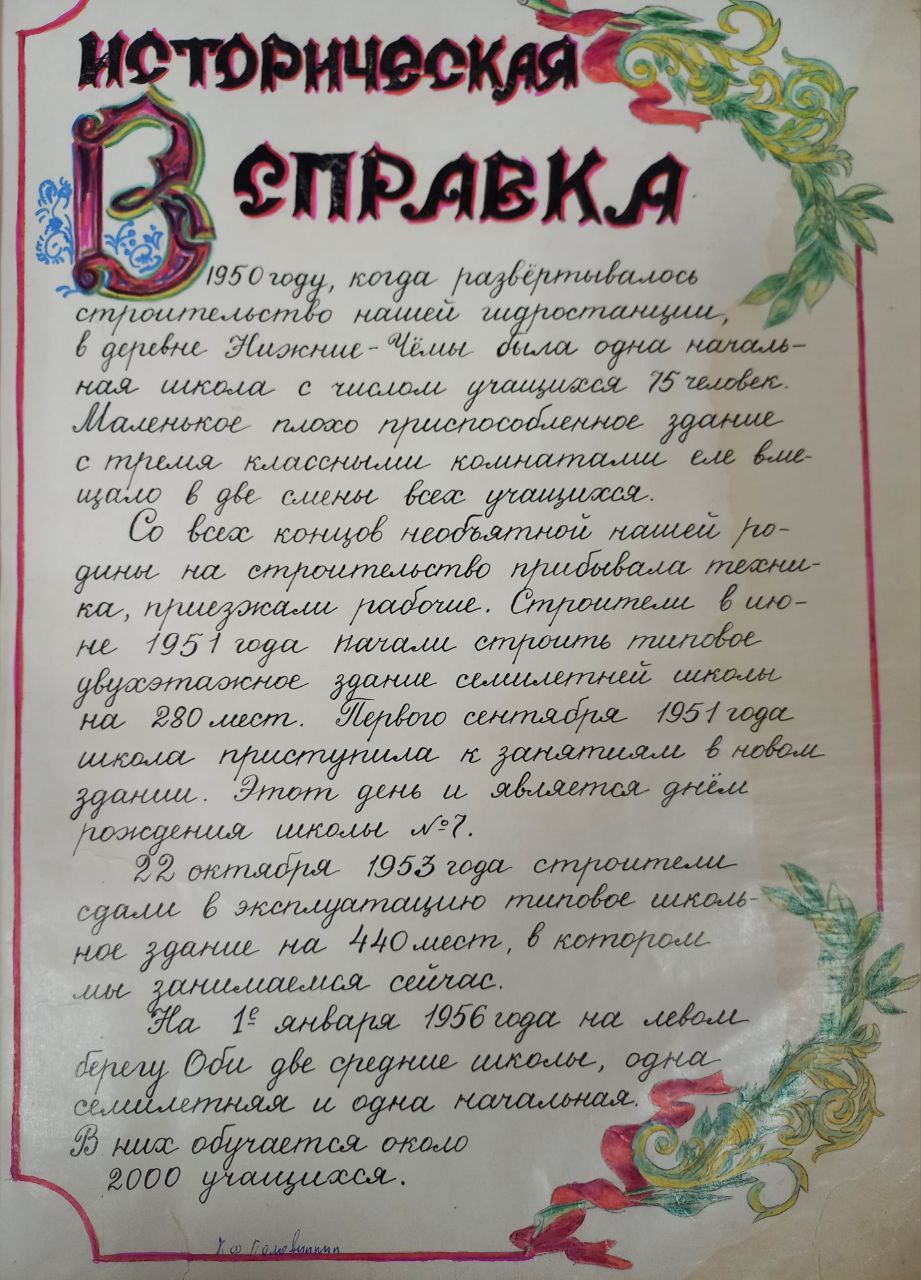 ИСТОРИЧЕСКАЯ
СПРАВКА
В 1950 году, когда развёртывалось
строительство нашей гидростанции,
в деревне Нижние-Чёмы была одна началь-
ная школа с числом учащихся 75 человек.
Маленькое плохо приспособленное здание
с тремя классными комнатами еле вме-
щало в две смены всех учащихся.
Со всех концов необъятной нашей ро-
дины на строительство прибывала техни-
ка, приезжали рабочие. Строители в ию-
не 1951 года начали строить типовое
двухэтажное здание семилетней школы
на 280 мест. Первого сентября 1951 года
школа приступила к занятиям в новом
здании. Этот день и является днём
рождения школы №7.
22 октября 1953 года строители
сдали в эксплуатацию типовое школь-
ное здание на 440 мест, в котором
мы занимаемся сейчас.
На 1е января 1956 года на левом
берегу Оби две средние школы, одна
семилетняя и одна начальная.
В них обучается около
2000 учащихся.